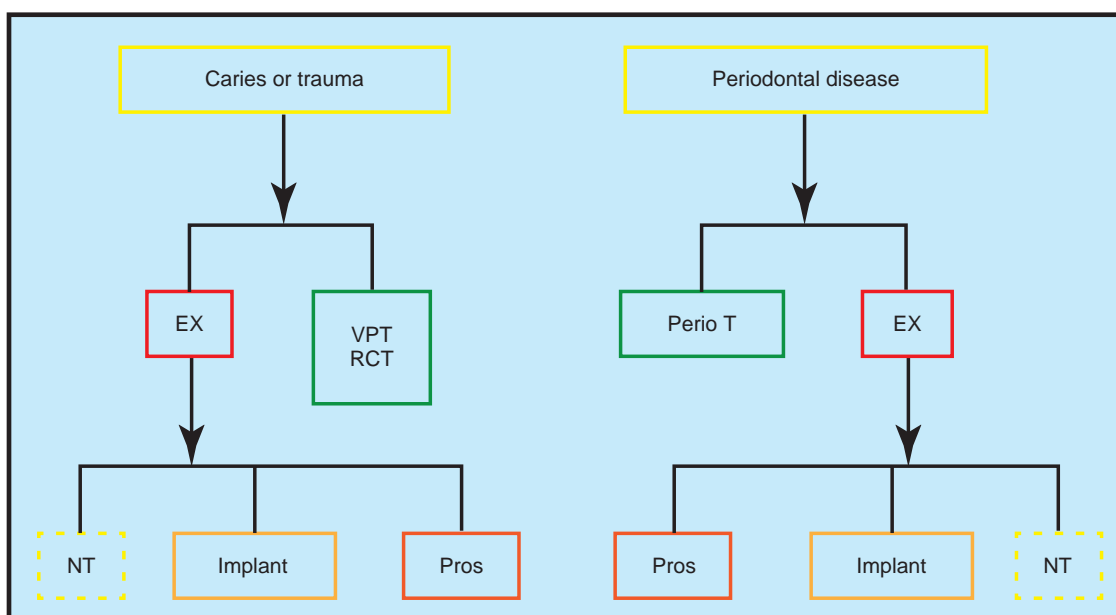 Caries or trauma
Periodontal disease
EX
VPT
RCT
Perio T
EX
NT
Implant
Pros
Pros
Implant
NT